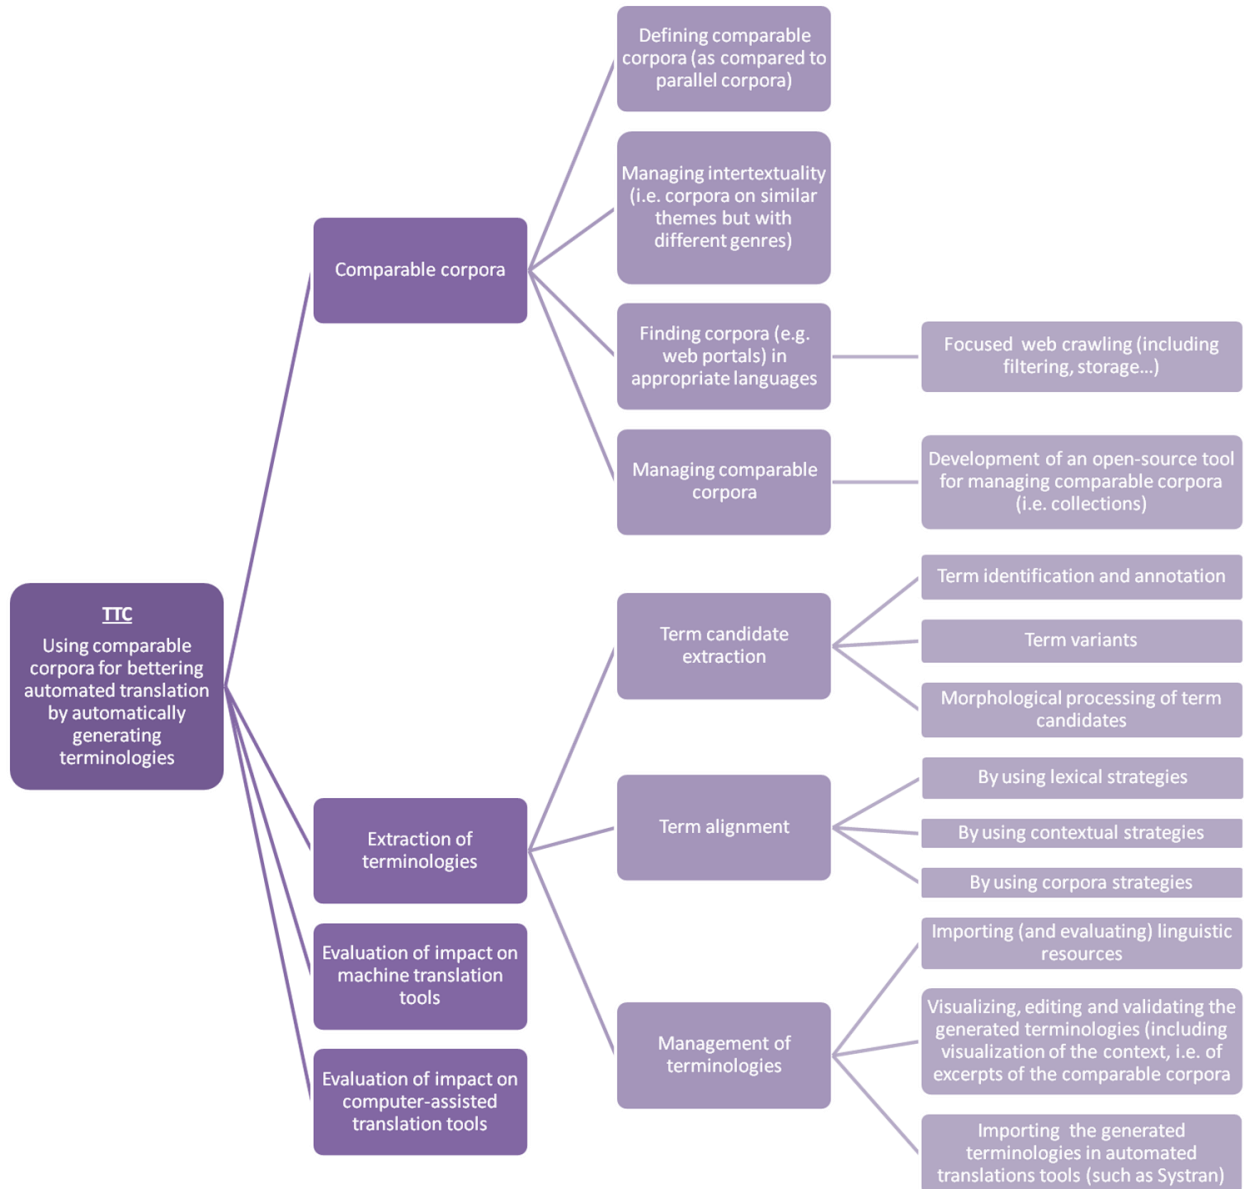 TTC
Using comparable
corpora for bettering
automated translation
by automatically
generating
terminologies
Comparable corpora
Defining comparable
corpora (as compared to
parallel corpora)
Managing intertextuality
(i.e. corpora on similar
themes but with
different genres)
Finding corpora (e.g.
web portals) in
appropriate languages
Focused web crawling (including
filtering, storage...)
Managing comparable
corpora
Development of an open-source tool
for managing comparable corpora
(i.e. collections)
Extraction of
terminologies
Term candidate
extraction
Term identification and annotation
Term variants
Morphological processing of term
candidates
Term alignment
By using lexical strategies
By using contextual strategies
By using corpora strategies
Management of
terminologies
Importing (and evaluating) linguistic
resources
Visualizing, editing and validating the
generated terminologies (including
visualization of the context, i.e. of
excerpts of the comparable corpora
Importing the generated
terminologies in automated
translations tools (such as Systran)
Evaluation of impact on
machine translation
tools
Evaluation of impact on
computer-assisted
translation tools